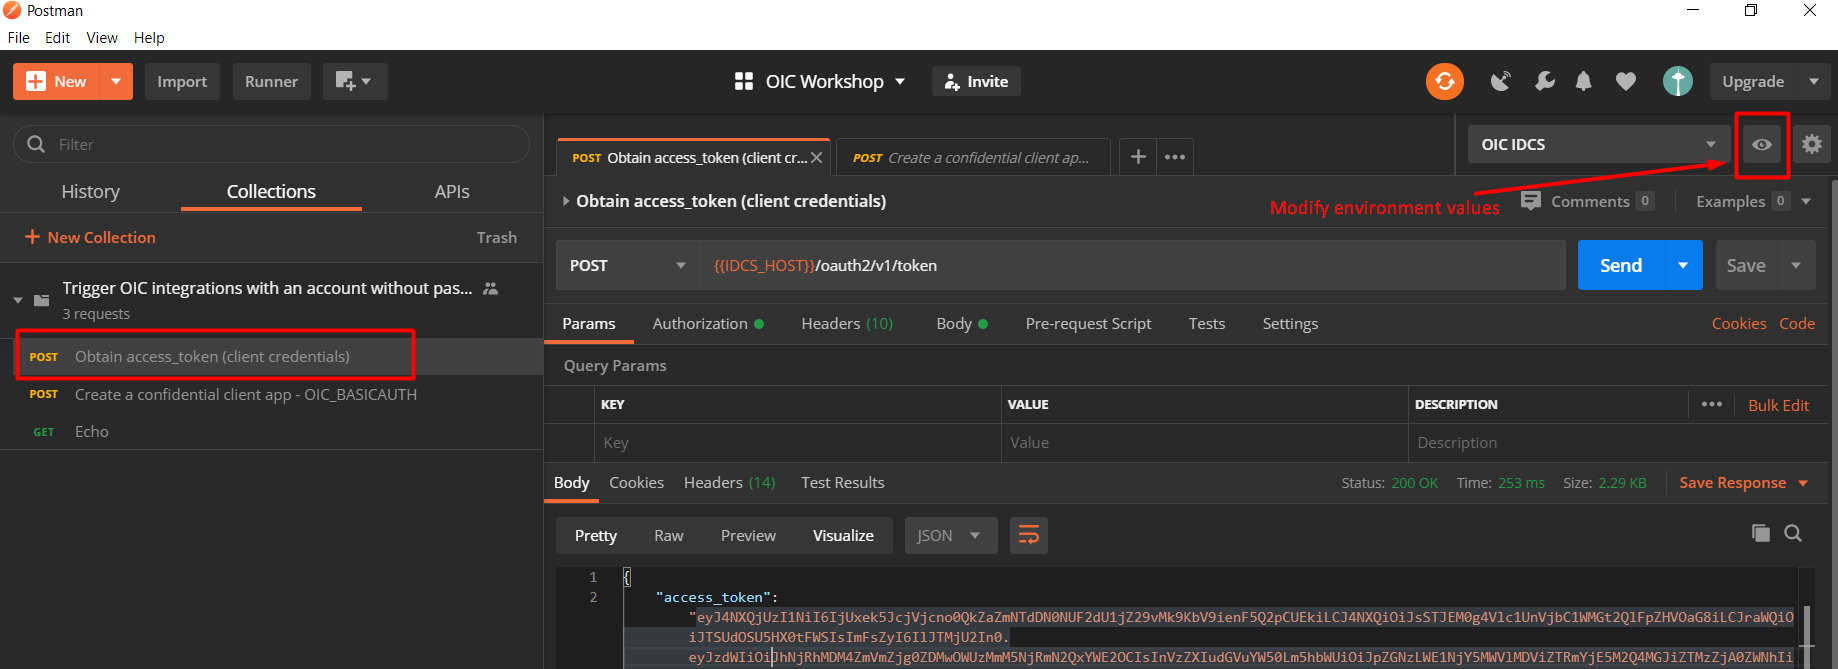 Postman
File Edit View Help
New Import Runner OIC Workshop Invite Upgrade
Filter
History Collections APIs
New Collection Trash
Trigger OIC integrations with an account without pas...
3 requests
POST Obtain access_token (client credentials)
POST Create a confidential client app - OIC_BASICAUTH
GET Echo
POST Obtain access_token (client cr... POST Create a confidential client ap...
OIC IDCS
Obtain access_token (client credentials)
Modify environment values
Comments 0 Examples 0
POST {{IDCS_HOST}}/oauth2/v1/token Send Save
Params Authorization Headers (10) Body Pre-request Script Tests Settings Cookies Code
Query Params
KEY VALUE DESCRIPTION Bulk Edit
Key Value Description
Body Cookies Headers (14) Test Results Status: 200 OK Time: 253 ms Size: 2.29 KB Save Response
Pretty Raw Preview Visualize JSON
1 {
2 "access_token":